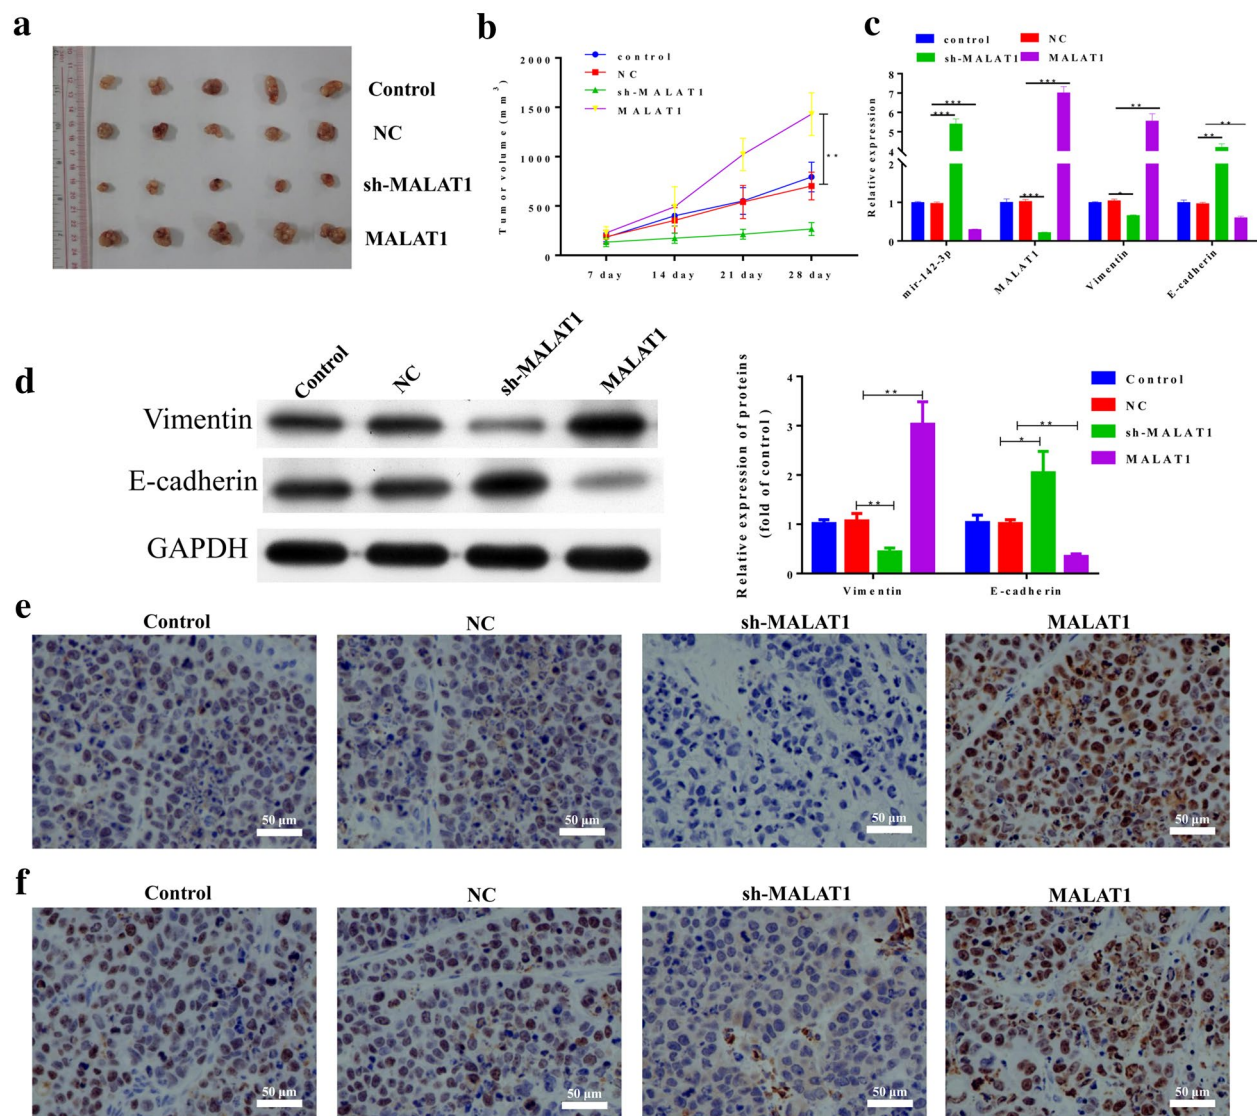 a
Control
NC
sh-MALAT1
MALAT1
b
control
NC
sh-MALAT1
MALAT1
Tumor volume (mm3)
2000
1500
1000
500
0
**
7 day
14 day
21 day
28 day
c
control
NC
sh-MALAT1
MALAT1
Relative expression
8
7
6
5
4
2
1
0
***
***
***
***
**
*
**
**
mir-142-3p
MALAT1
Vimentin
E-cadherin
d
Control
NC
sh-MALAT1
MALAT1
Vimentin
E-cadherin
GAPDH
Relative expression of proteins
(fold of control)
4
3
2
1
0
**
**
**
*
Vimentin
E-cadherin
Control
NC
sh-MALAT1
MALAT1
e
Control
NC
sh-MALAT1
MALAT1
50 μm
50 μm
50 μm
50 μm
f
Control
NC
sh-MALAT1
MALAT1
50 μm
50 μm
50 μm
50 μm